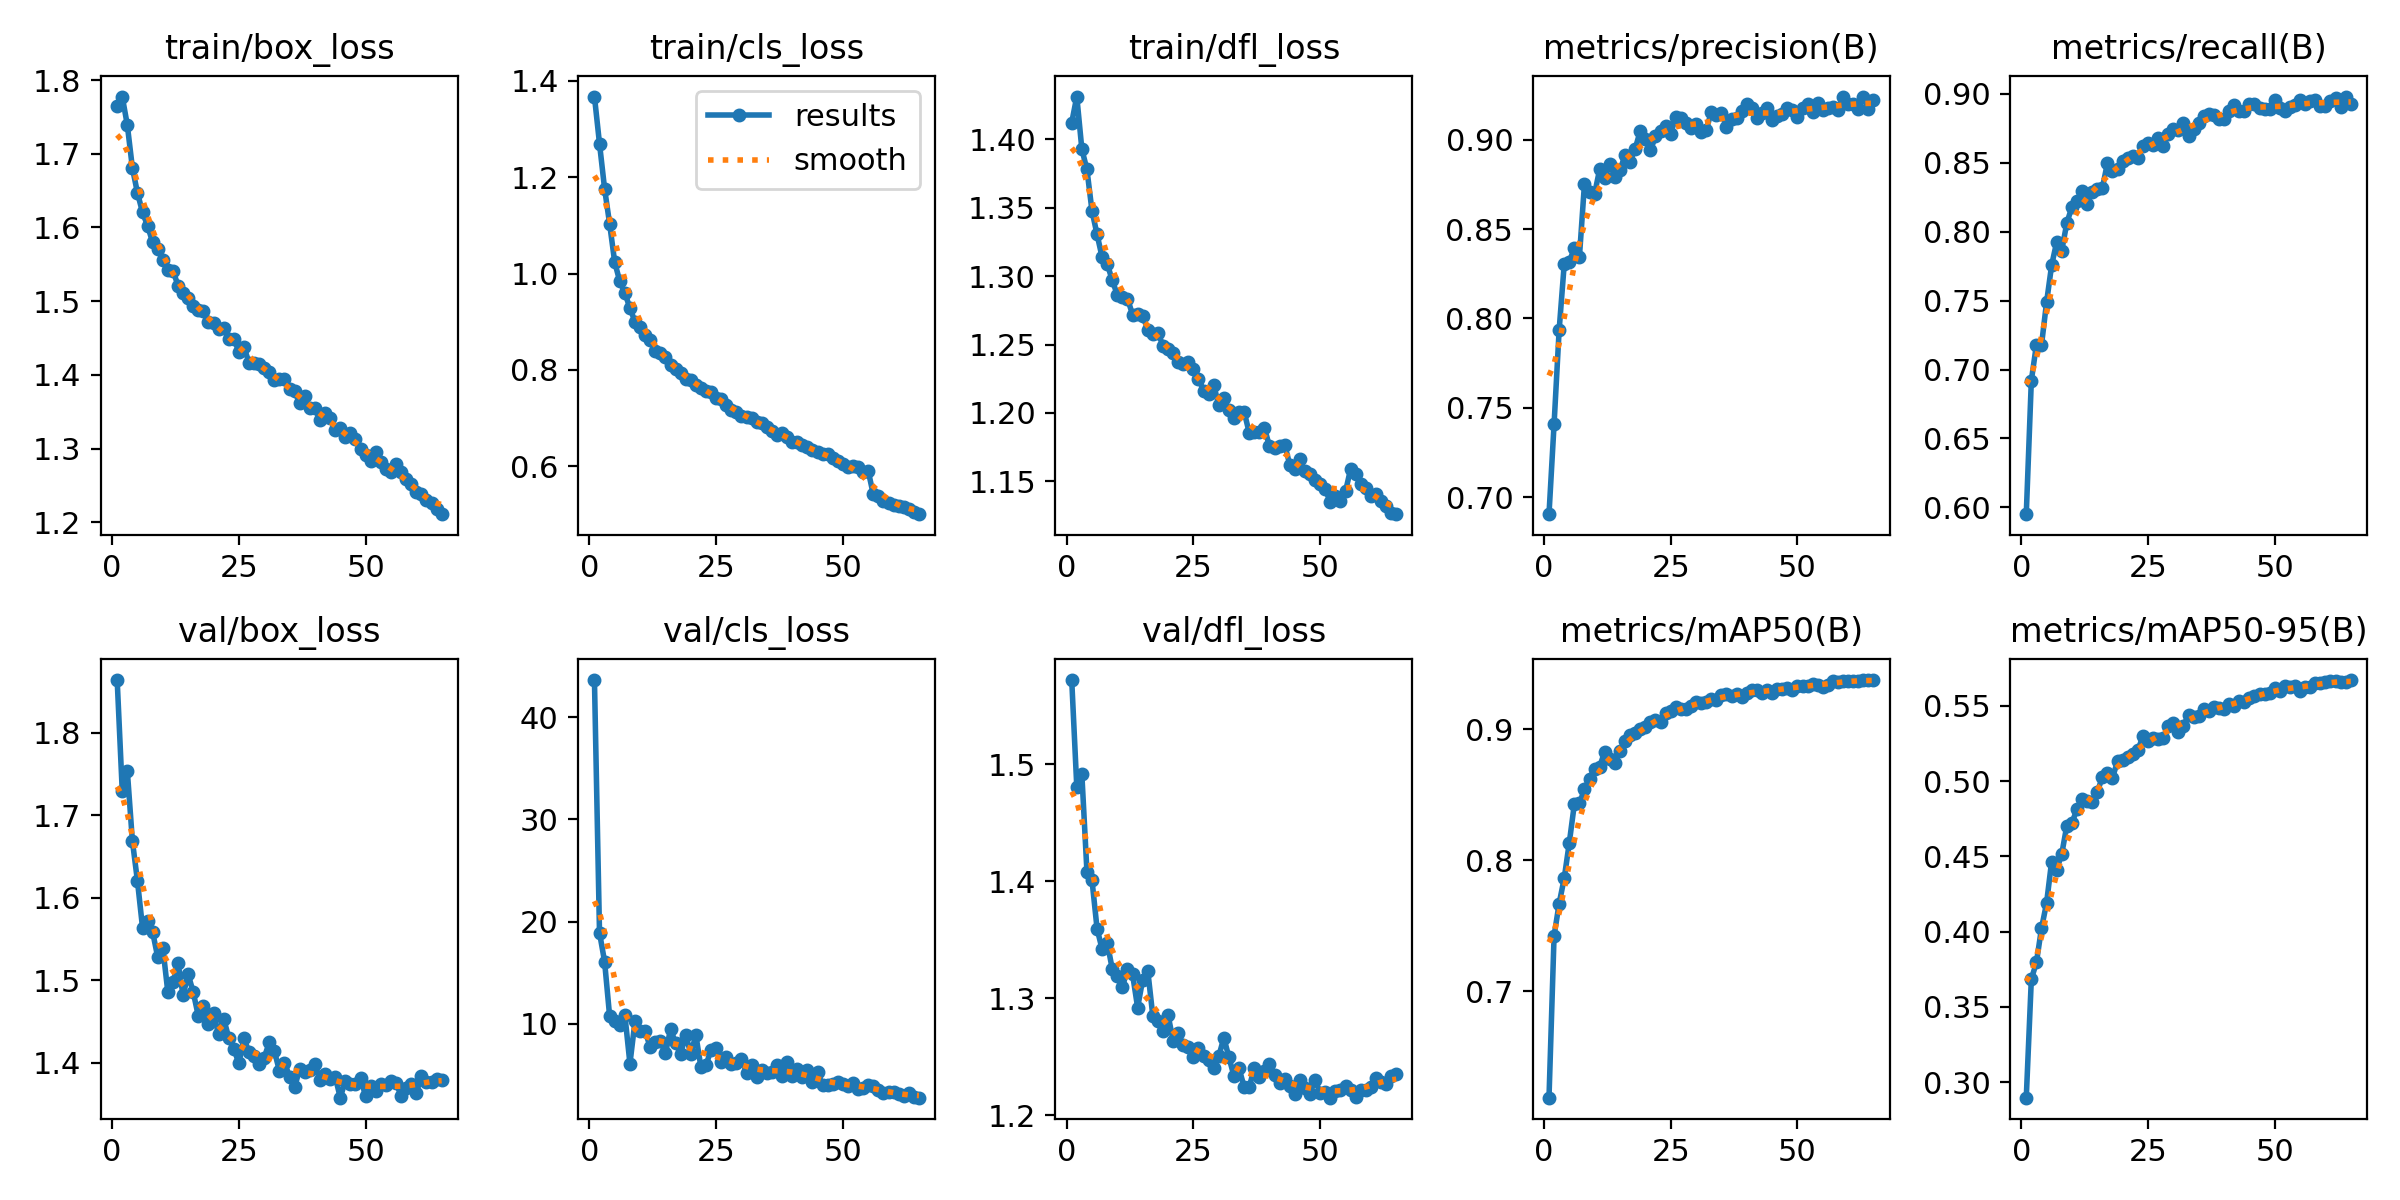 train/box_loss
1.8
1.7
1.6
1.5
1.4
1.3
1.2
0 25 50
train/cls_loss
1.4
1.2
1.0
0.8
0.6
results
smooth
0 25 50
train/dfl_loss
1.40
1.35
1.30
1.25
1.20
1.15
0 25 50
metrics/precision(B)
0.90
0.85
0.80
0.75
0.70
0 25 50
metrics/recall(B)
0.90
0.85
0.80
0.75
0.70
0.65
0.60
0 25 50
val/box_loss
1.8
1.7
1.6
1.5
1.4
0 25 50
val/cls_loss
40
30
20
10
0 25 50
val/dfl_loss
1.5
1.4
1.3
1.2
0 25 50
metrics/mAP50(B)
0.9
0.8
0.7
0 25 50
metrics/mAP50-95(B)
0.55
0.50
0.45
0.40
0.35
0.30
0 25 50